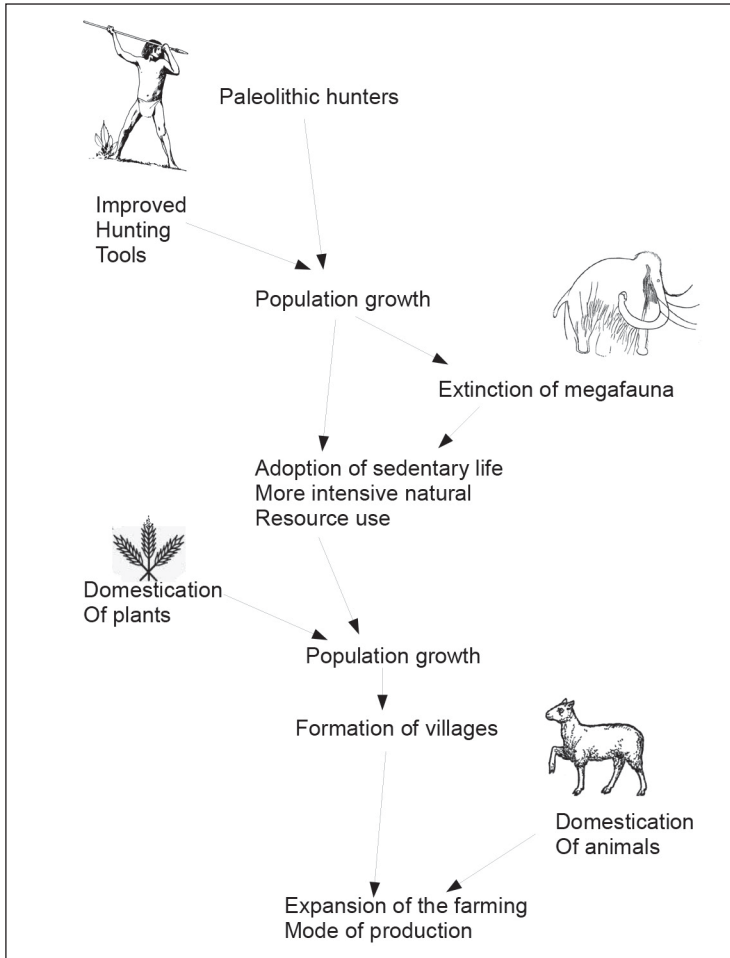 Paleolithic hunters
Improved
Hunting
Tools
Population growth
Extinction of megafauna
Adoption of sedentary life
More intensive natural
Resource use
Domestication
Of plants
Population growth
Formation of villages
Domestication
Of animals
Expansion of the farming
Mode of production